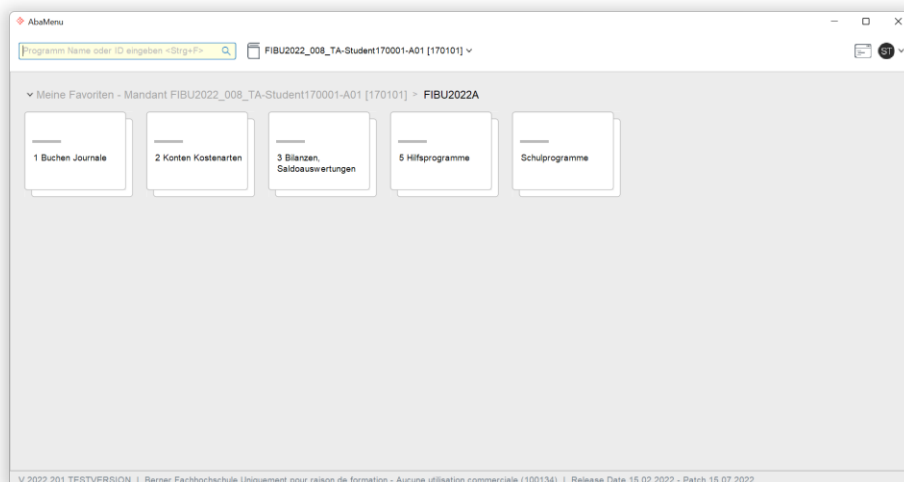 AbaMenu
Programm Name oder ID eingeben <Strg+F>
FIBU2022_008_TA-Student170001-A01 [170101]
ST
Meine Favoriten - Mandant FIBU2022_008_TA-Student170001-A01 [170101] > FIBU2022A
1 Buchen Journale
2 Konten Kostenarten
3 Bilanzen,
Saldoauswertungen
5 Hilfsprogramme
Schulprogramme
V 2022.201 TESTVERSION | Berner Fachhochschule Uniquement pour raison de formation - Aucune utilisation commerciale (100134) | Release Date 15.02.2022 - Patch 15.07.2022